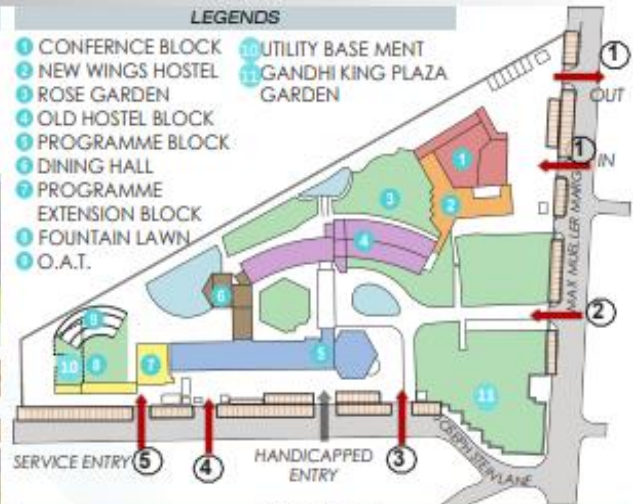 LEGENDS
1 CONFERNCE BLOCK
2 NEW WINGS HOSTEL
3 ROSE GARDEN
4 OLD HOSTEL BLOCK
5 PROGRAMME BLOCK
6 DINING HALL
7 PROGRAMME
EXTENSION BLOCK
8 FOUNTAIN LAWN
9 O.A.T.
10 UTILITY BASE MENT
11 GANDHI KING PLAZA
GARDEN
1
OUT
1
IN
MAX MUELLER MARG
2
1
2
3
4
5
6
7
8
9
10
11
JOSEPH STEIN LANE
SERVICE ENTRY 5
4
HANDICAPPED
ENTRY
3